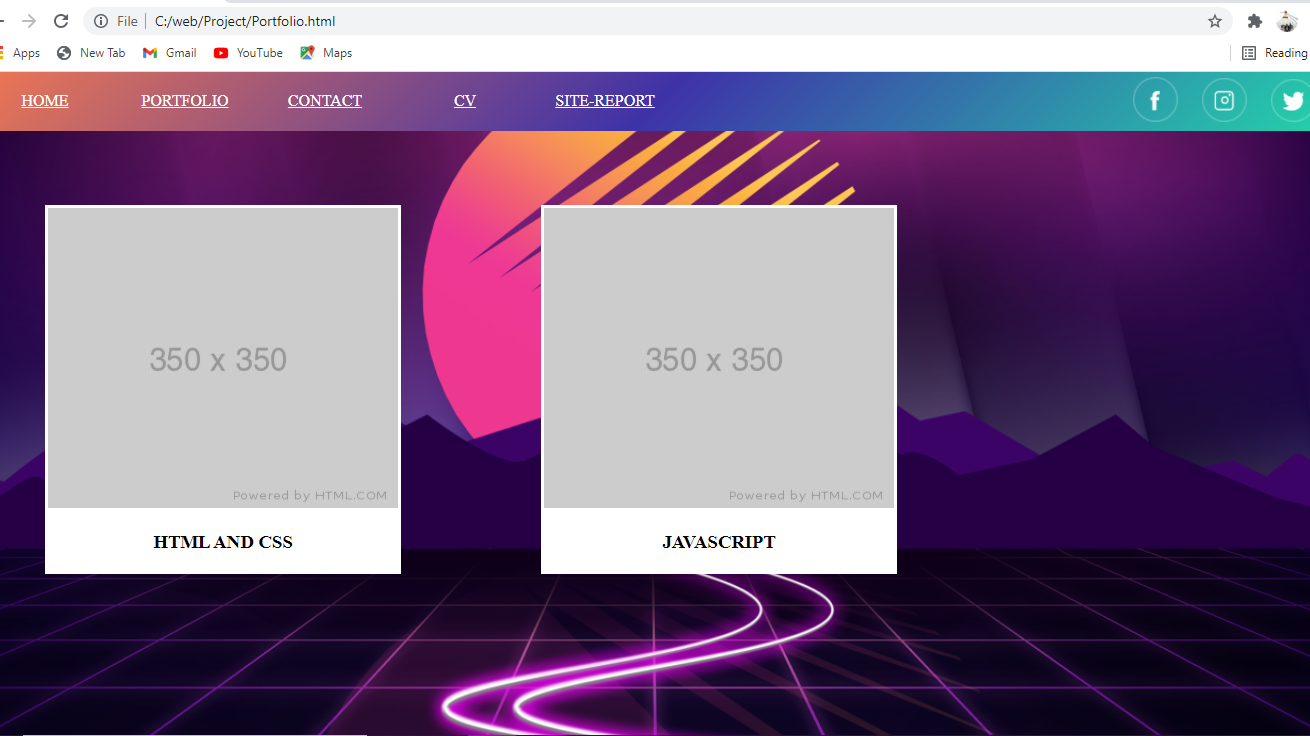 File C:/web/Project/Portfolio.html
Apps New Tab Gmail YouTube Maps Reading
HOME PORTFOLIO CONTACT CV SITE-REPORT
350 x 350 350 x 350
Powered by HTML.COM Powered by HTML.COM
HTML AND CSS JAVASCRIPT